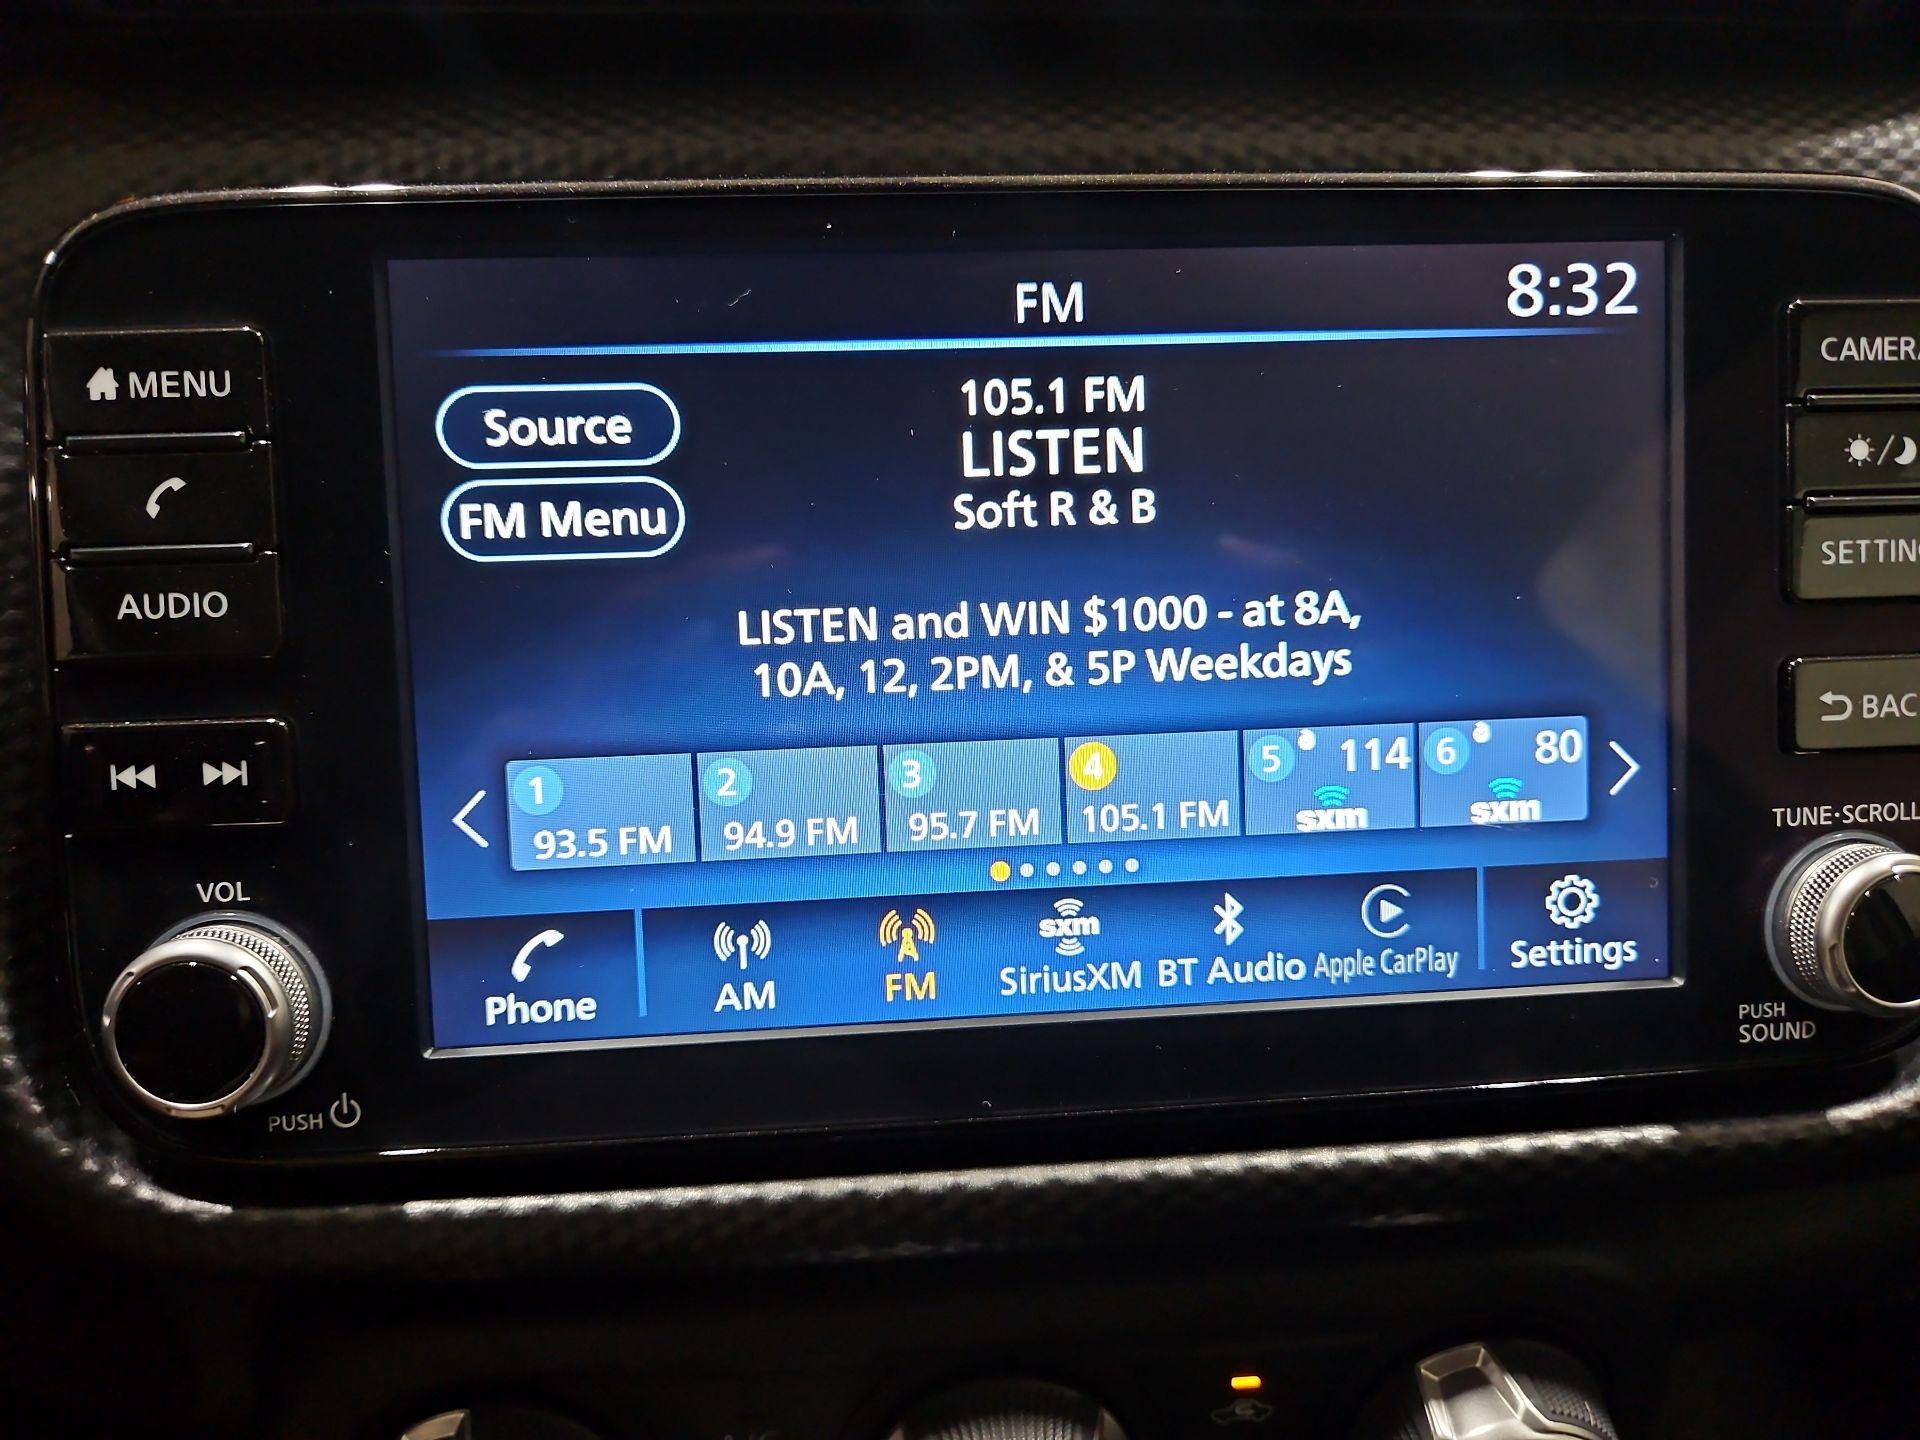 FM
8:32
MENU
Source
105.1 FM
LISTEN
Soft R & B
FM Menu
AUDIO
LISTEN and WIN $1000 - at 8A,
10A, 12, 2PM, & 5P Weekdays
1
93.5 FM
2
94.9 FM
3
95.7 FM
4
105.1 FM
5
114
sxm
6
80
sxm
Phone
AM
FM
sxm
SiriusXM
BT Audio
Apple CarPlay
Settings
VOL
PUSH
CAMERA
SETTING
BAC
TUNE·SCROLL
PUSH
SOUND